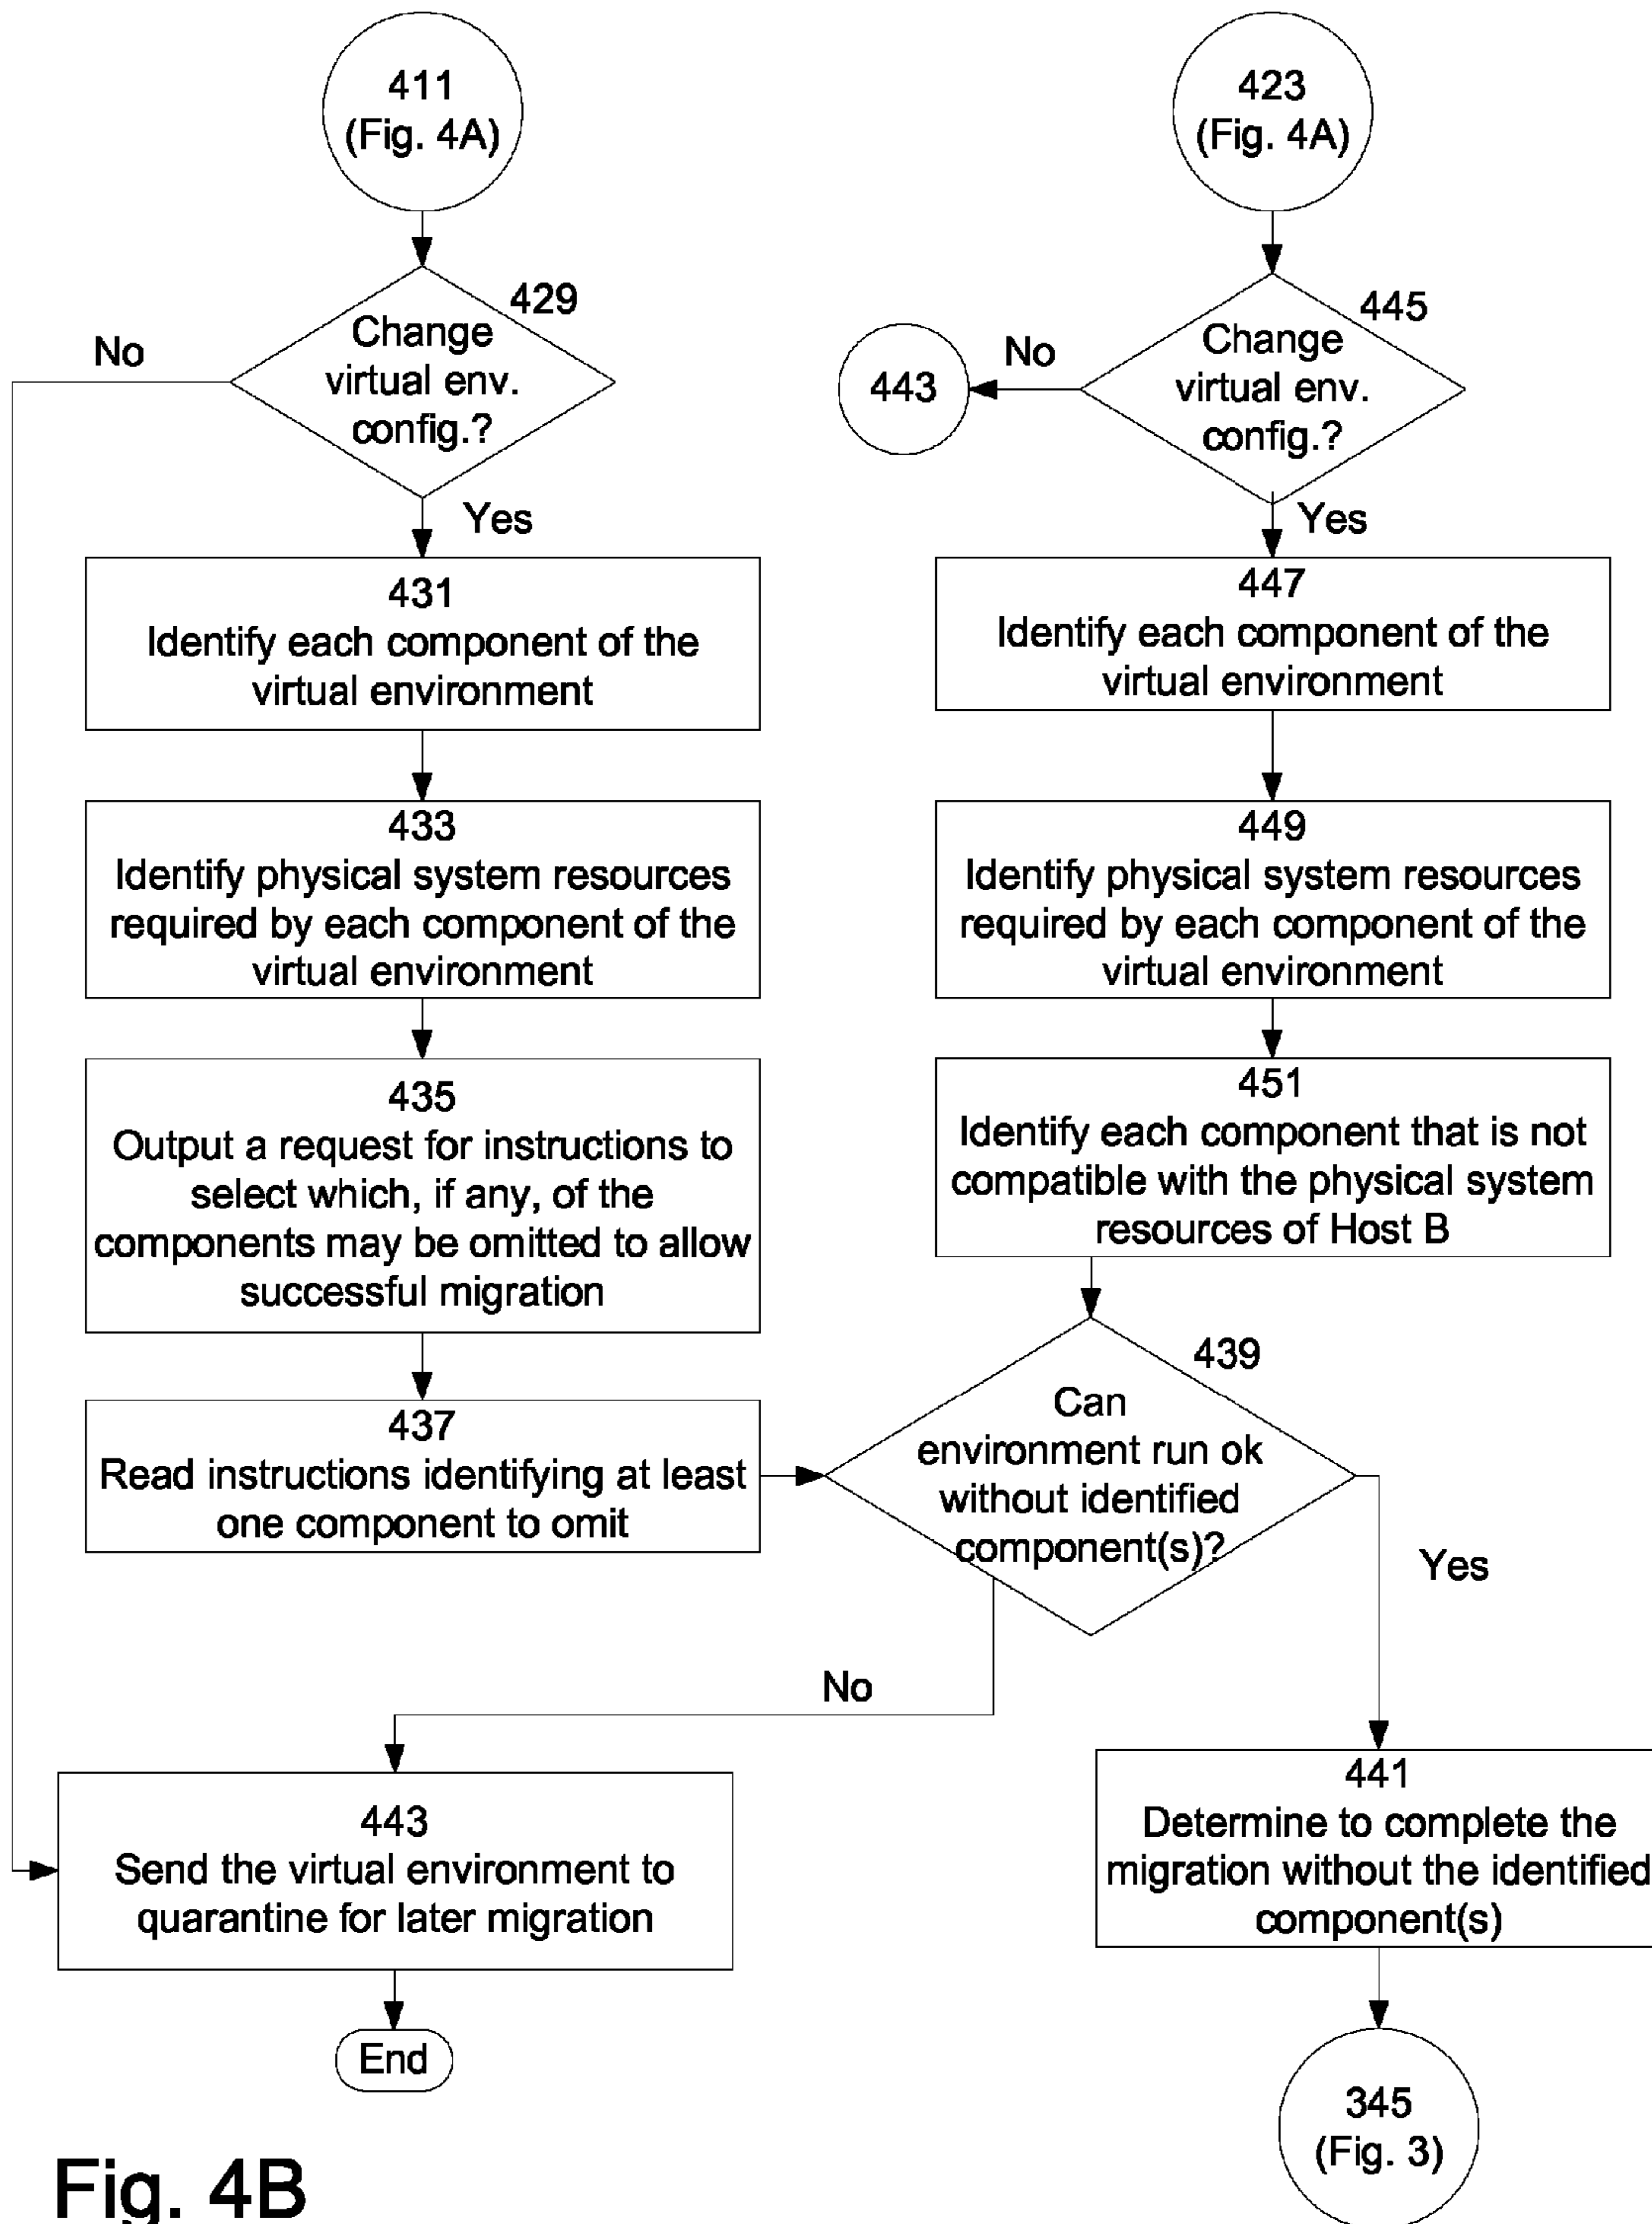 411
(Fig. 4A)
429
Change
virtual env.
config.?
No
Yes
431
Identify each component of the
virtual environment
433
Identify physical system resources
required by each component of the
virtual environment
435
Output a request for instructions to
select which, if any, of the
components may be omitted to allow
successful migration
437
Read instructions identifying at least
one component to omit
423
(Fig. 4A)
445
Change
virtual env.
config.?
No
443
Yes
447
Identify each component of the
virtual environment
449
Identify physical system resources
required by each component of the
virtual environment
451
Identify each component that is not
compatible with the physical system
resources of Host B
439
Can
environment run ok
without identified
component(s)?
Yes
No
443
Send the virtual environment to
quarantine for later migration
End
441
Determine to complete the
migration without the identified
component(s)
345
(Fig. 3)
Fig. 4B